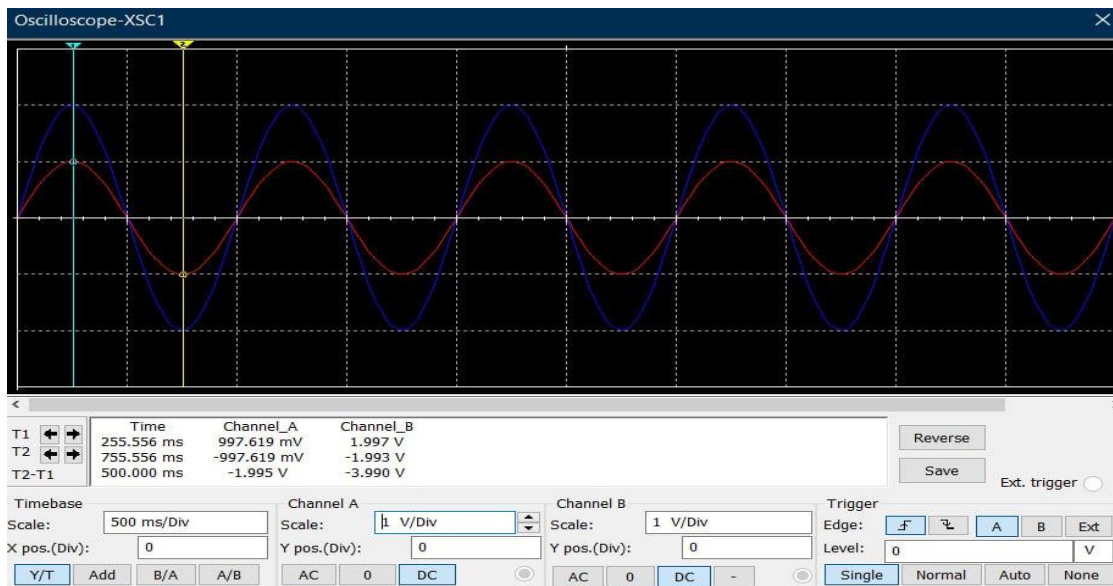 Oscilloscope-XSC1
1 2
Time Channel_A Channel_B
T1 255.556 ms 997.619 mV 1.997 V
T2 755.556 ms -997.619 mV -1.993 V
T2-T1 500.000 ms -1.995 V -3.990 V
Reverse
Save
Ext. trigger
Timebase Channel A Channel B Trigger
Scale: 500 ms/Div Scale: 1 V/Div Scale: 1 V/Div Edge: A B Ext
X pos.(Div): 0 Y pos.(Div): 0 Y pos.(Div): 0 Level: 0 V
Y/T Add B/A A/B AC 0 DC AC 0 DC - Single Normal Auto None